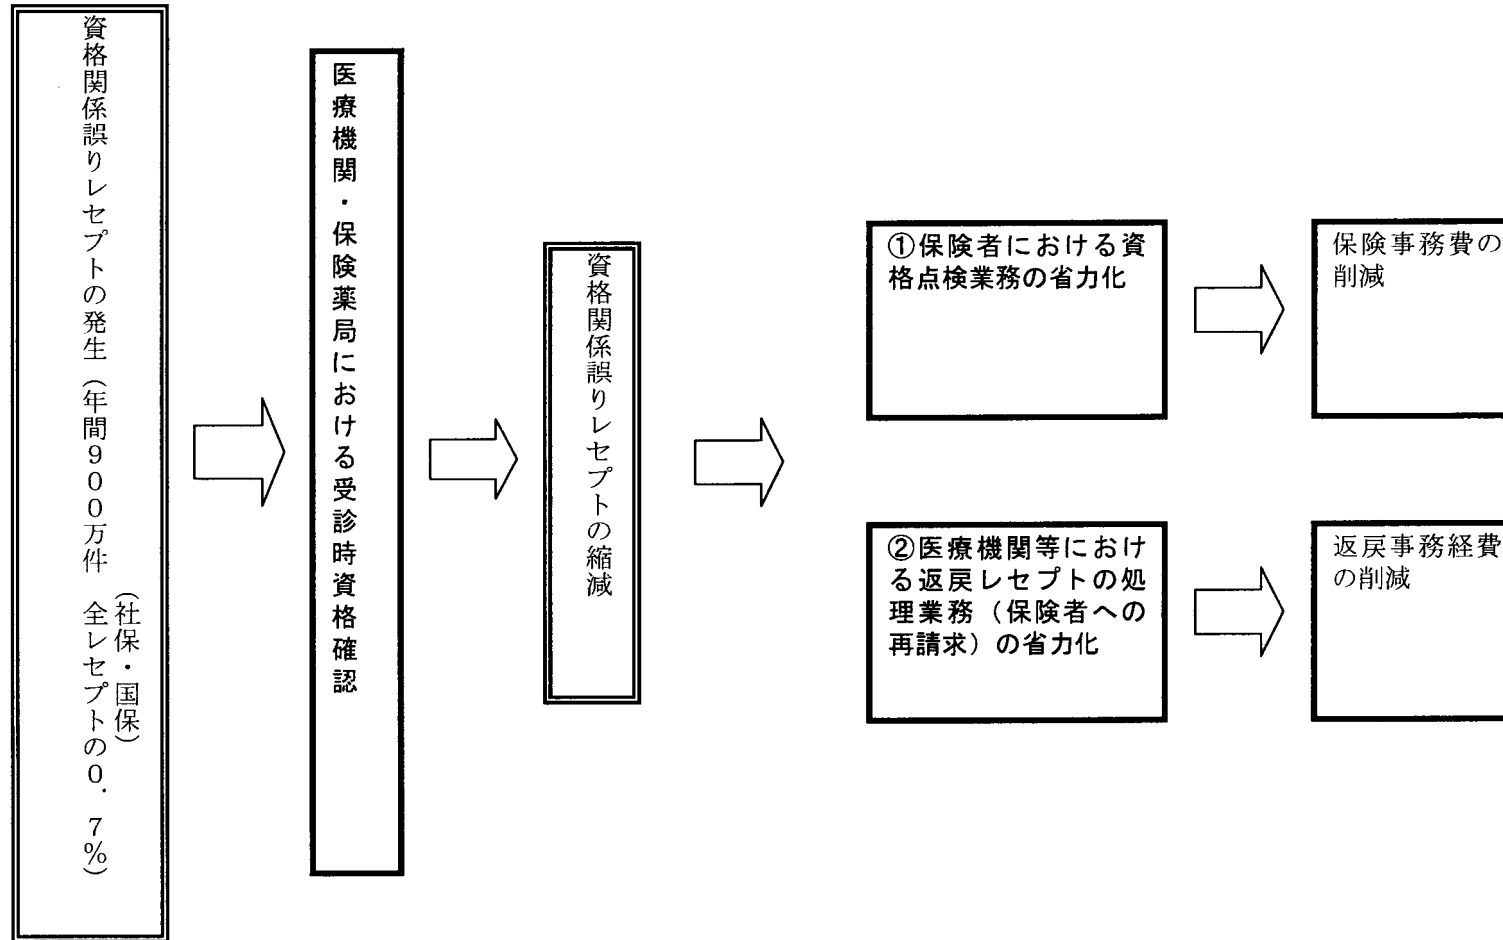 資格関係誤りレセプトの発生（年間９００万件　全レセプトの０．７％）
（社保・国保）
医療機関・保険薬局における受診時資格確認
資格関係誤りレセプトの縮減
①保険者における資
格点検業務の省力化
保険事務費の
削減
②医療機関等におけ
る返戻レセプトの処
理業務（保険者への
再請求）の省力化
返戻事務経費
の削減